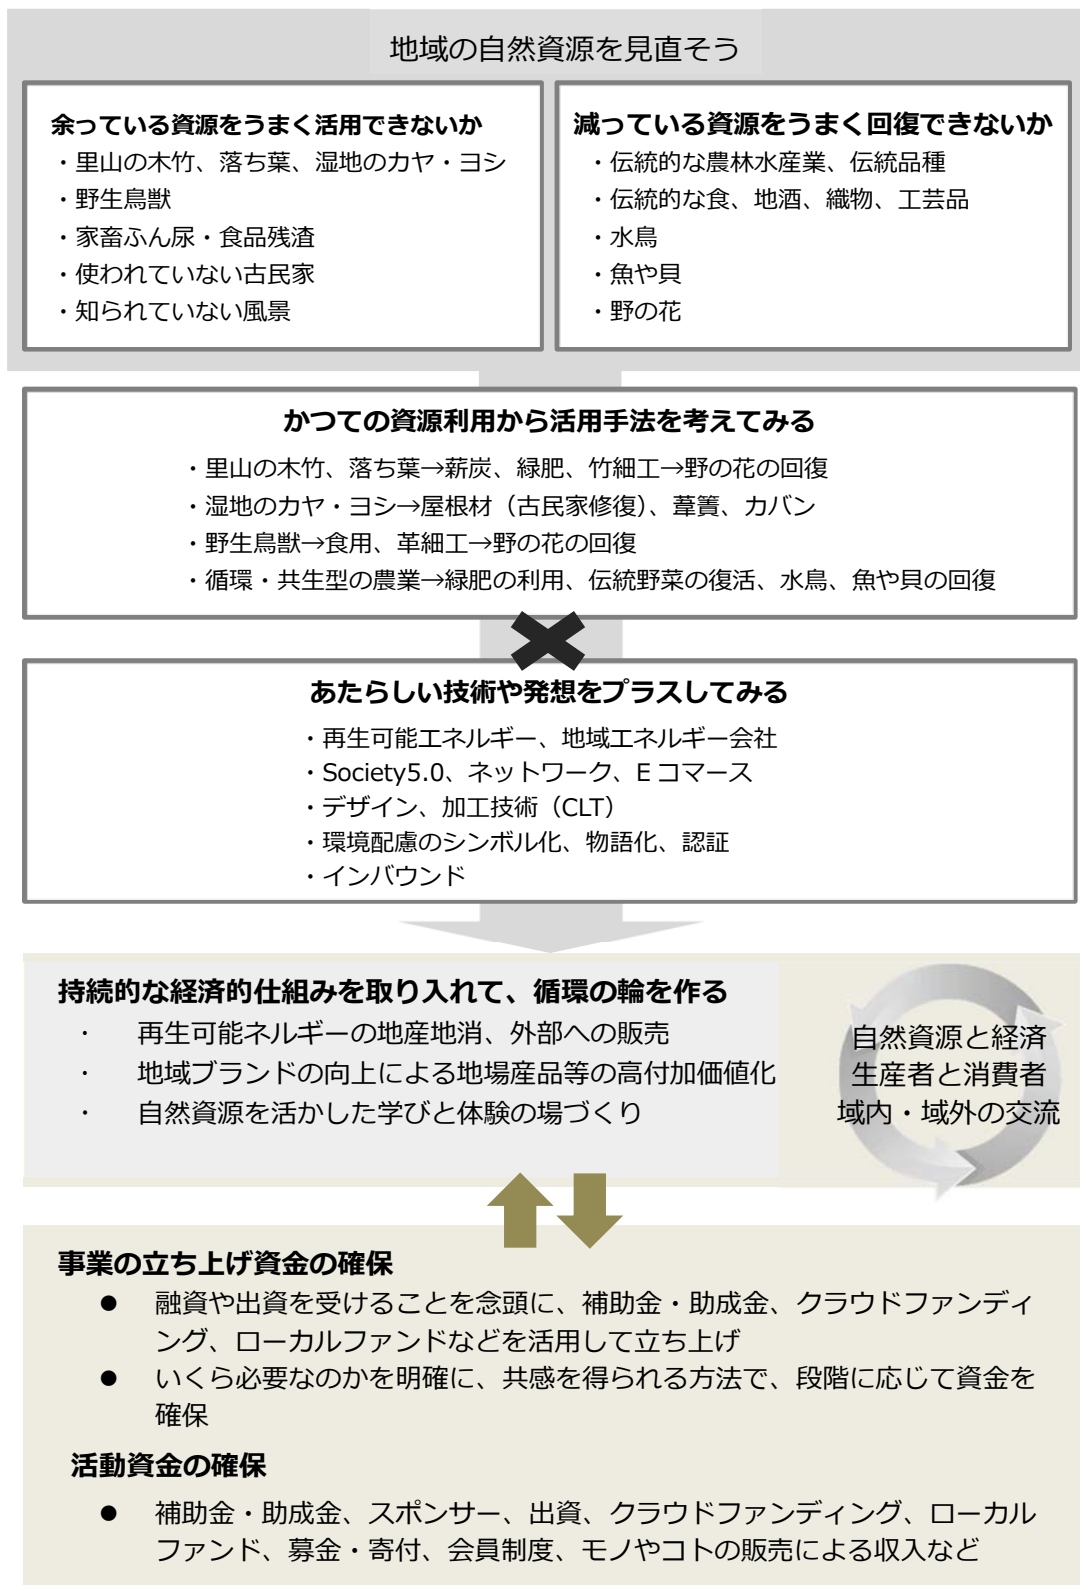 地域の自然資源を見直そう
余っている資源をうまく活用できないか
・里山の木竹、落ち葉、湿地のカヤ・ヨシ
・野生鳥獣
・家畜ふん尿・食品残渣
・使われていない古民家
・知られていない風景
減っている資源をうまく回復できないか
・伝統的な農林水産業、伝統品種
・伝統的な食、地酒、織物、工芸品
・水鳥
・魚や貝
・野の花
かつての資源利用から活用手法を考えてみる
・里山の木竹、落ち葉→薪炭、緑肥、竹細工→野の花の回復
・湿地のカヤ・ヨシ→屋根材（古民家修復）、葦簀、カバン
・野生鳥獣→食用、革細工→野の花の回復
・循環・共生型の農業→緑肥の利用、伝統野菜の復活、水鳥、魚や貝の回復
あたらしい技術や発想をプラスしてみる
・再生可能エネルギー、地域エネルギー会社
・Society5.0、ネットワーク、E コマース
・デザイン、加工技術（CLT）
・環境配慮のシンボル化、物語化、認証
・インバウンド
持続的な経済的仕組みを取り入れて、循環の輪を作る
・ 再生可能ネルギーの地産地消、外部への販売
・ 地域ブランドの向上による地場産品等の高付加価値化
・ 自然資源を活かした学びと体験の場づくり
自然資源と経済
生産者と消費者
域内・域外の交流
事業の立ち上げ資金の確保
● 融資や出資を受けることを念頭に、補助金・助成金、クラウドファンディ
ング、ローカルファンドなどを活用して立ち上げ
● いくら必要なのかを明確に、共感を得られる方法で、段階に応じて資金を
確保
活動資金の確保
● 補助金・助成金、スポンサー、出資、クラウドファンディング、ローカル
ファンド、募金・寄付、会員制度、モノやコトの販売による収入など